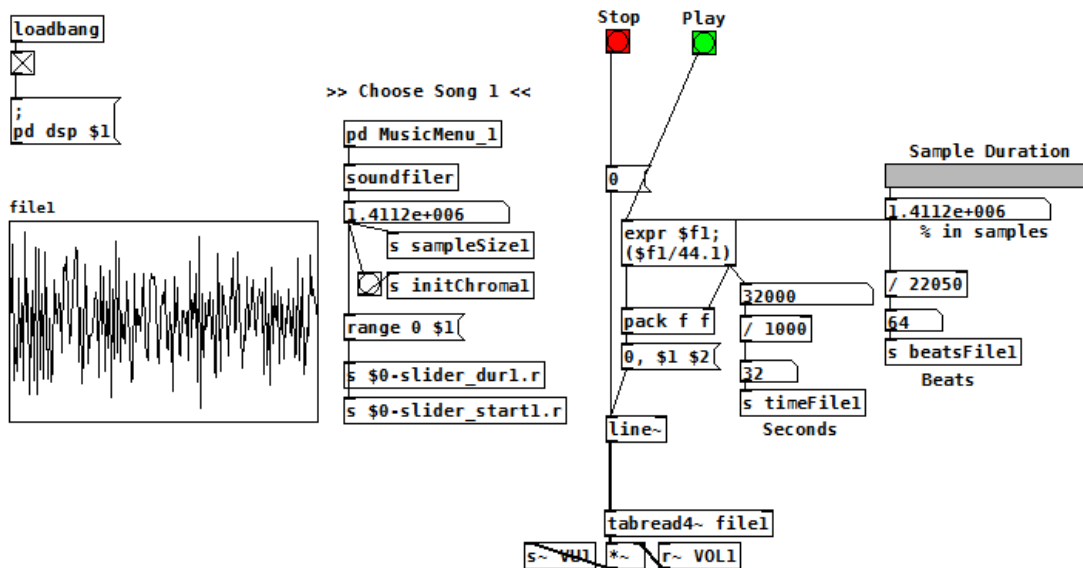 loadbang
;
pd dsp $1
file1
>> Choose Song 1 <<
pd MusicMenu_1
soundfiler
1.4112e+006
s sampleSize1
s initChroma1
range 0 $1
s $0-slider_dur1.r
s $0-slider_start1.r
Stop
Play
0
expr $f1;
($f1/44.1)
pack f f
0, $1 $2
line~
tabread4~ file1
s~ VU1
*~
r~ VOL1
32000
/ 1000
32
s timeFile1
Seconds
Sample Duration
1.4112e+006
% in samples
/ 22050
64
s beatsFile1
Beats